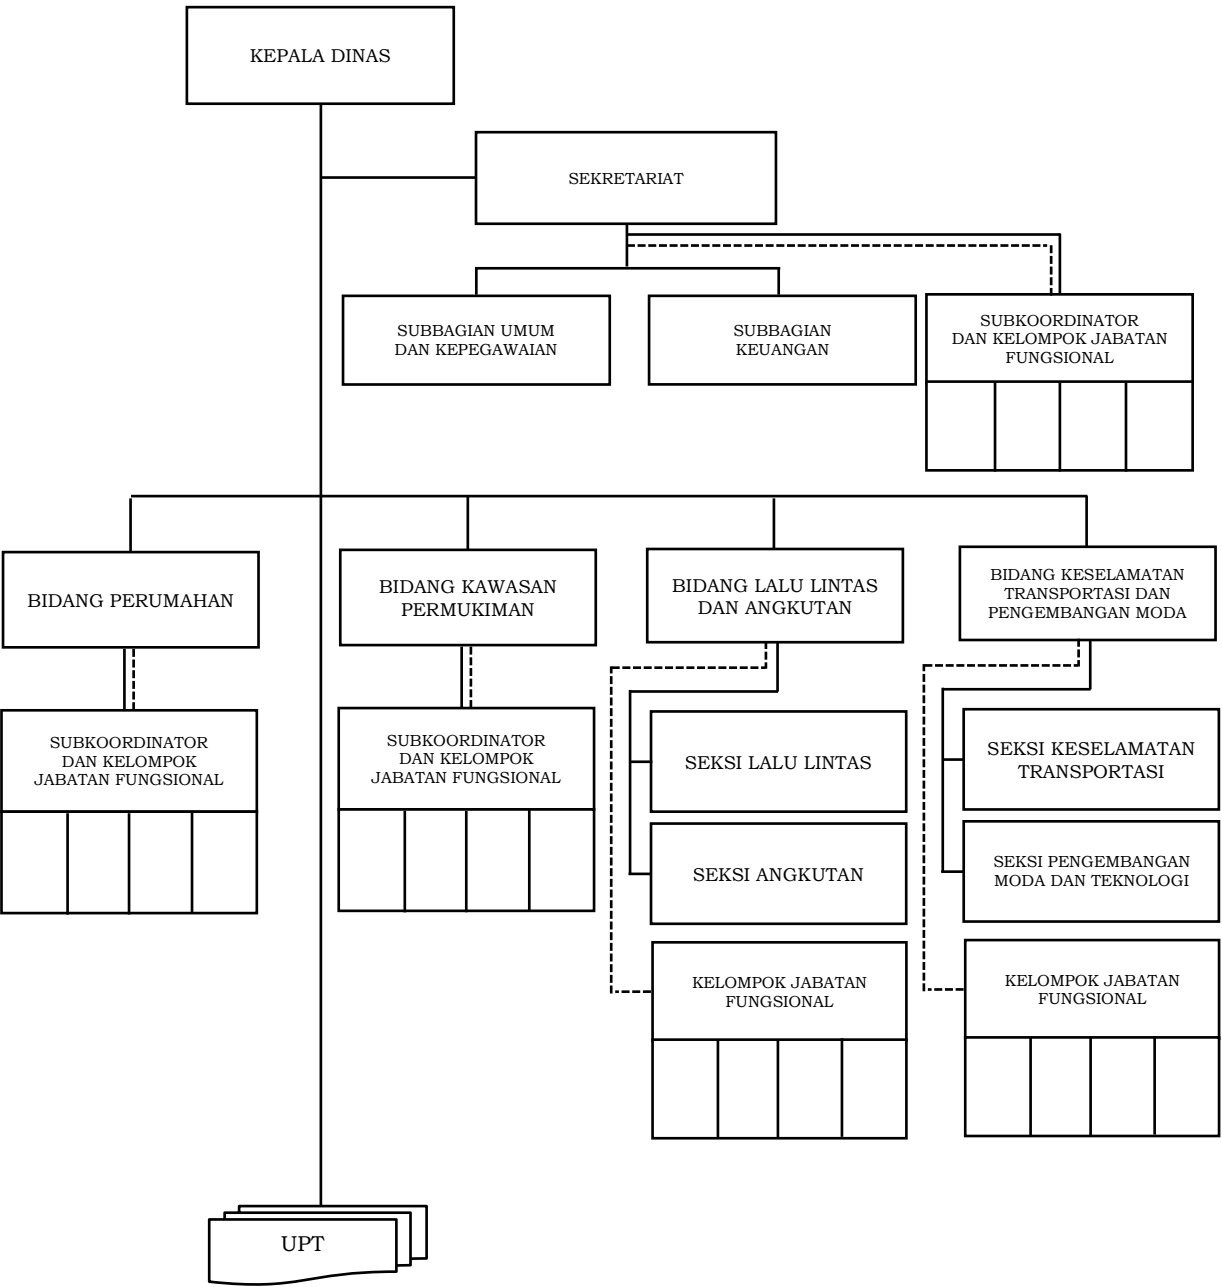 KEPALA DINAS
SEKRETARIAT
SUBBAGIAN UMUM
DAN KEPEGAWAIAN
SUBBAGIAN
KEUANGAN
SUBKOORDINATOR
DAN KELOMPOK JABATAN
FUNGSIONAL
BIDANG PERUMAHAN
BIDANG KAWASAN
PERMUKIMAN
BIDANG LALU LINTAS
DAN ANGKUTAN
BIDANG KESELAMATAN
TRANSPORTASI DAN
PENGEMBANGAN MODA
SUBKOORDINATOR
DAN KELOMPOK
JABATAN FUNGSIONAL
SUBKOORDINATOR
DAN KELOMPOK
JABATAN FUNGSIONAL
SEKSI LALU LINTAS
SEKSI ANGKUTAN
KELOMPOK JABATAN
FUNGSIONAL
SEKSI KESELAMATAN
TRANSPORTASI
SEKSI PENGEMBANGAN
MODA DAN TEKNOLOGI
KELOMPOK JABATAN
FUNGSIONAL
UPT